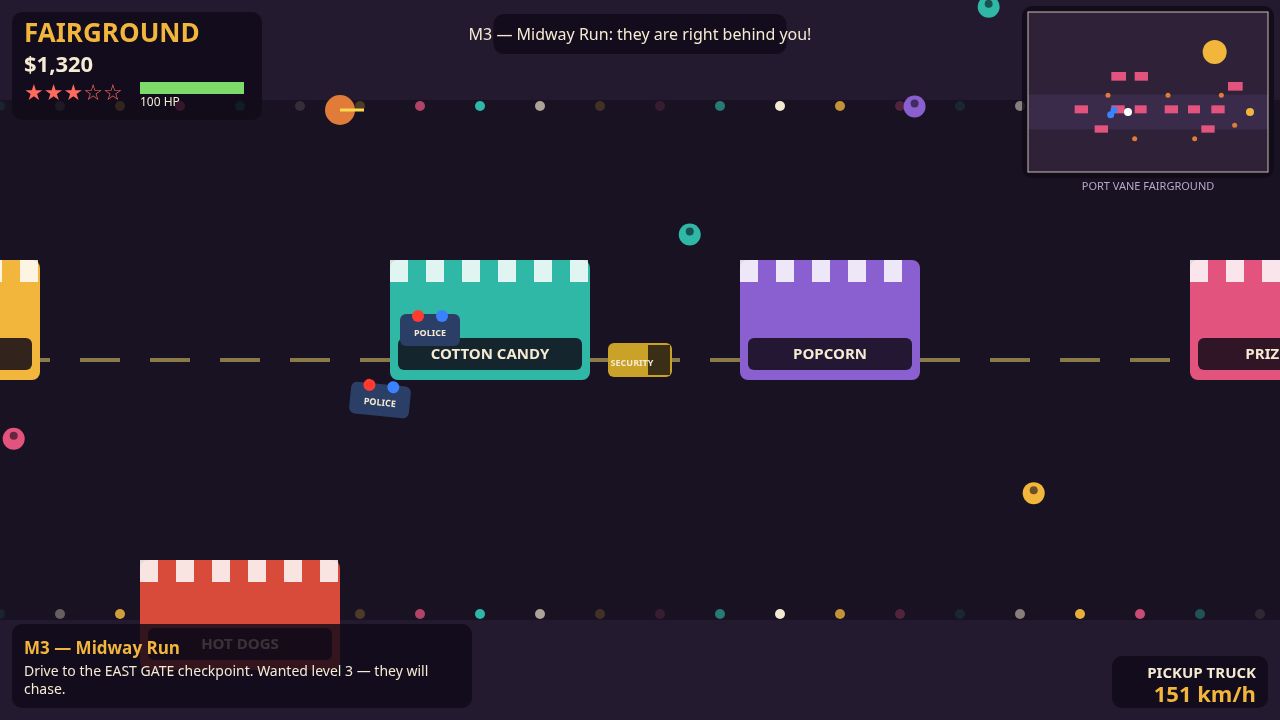 FAIRGROUND
$1,320
★★★☆☆
100 HP
M3 — Midway Run: they are right behind you!
PORT VANE FAIRGROUND
POLICE
COTTON CANDY
SECURITY
POPCORN
PRIZ
POLICE
HOT DOGS
M3 — Midway Run
Drive to the EAST GATE checkpoint. Wanted level 3 — they will
chase.
PICKUP TRUCK
151 km/h